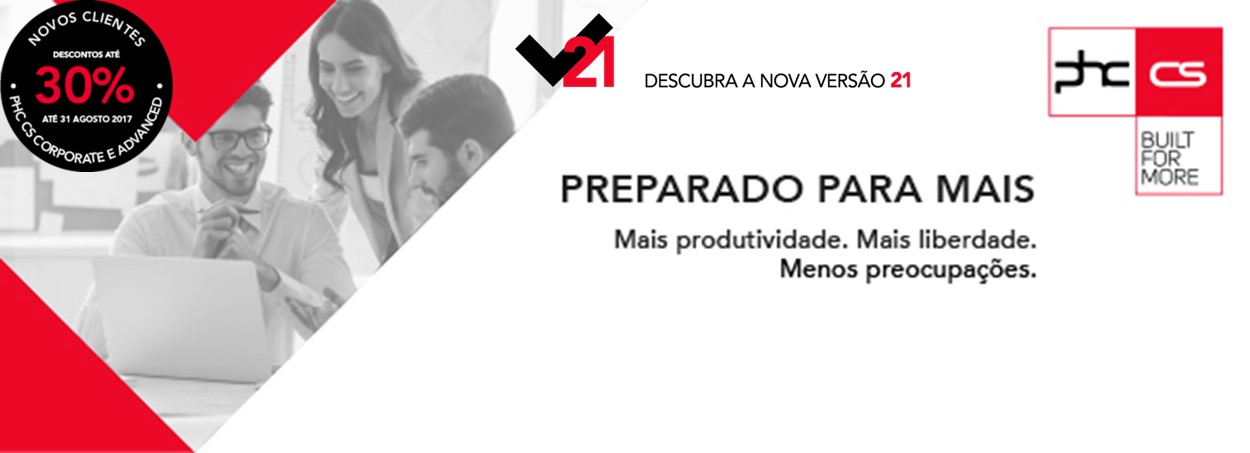 NOVOS CLIENTES
DESCONTOS ATÉ
30%
ATÉ 31 AGOSTO 2017
PHC CS CORPORATE E ADVANCED
21
DESCUBRA A NOVA VERSÃO 21
phc cs
BUILT
FOR
MORE
PREPARADO PARA MAIS
Mais produtividade. Mais liberdade.
Menos preocupações.